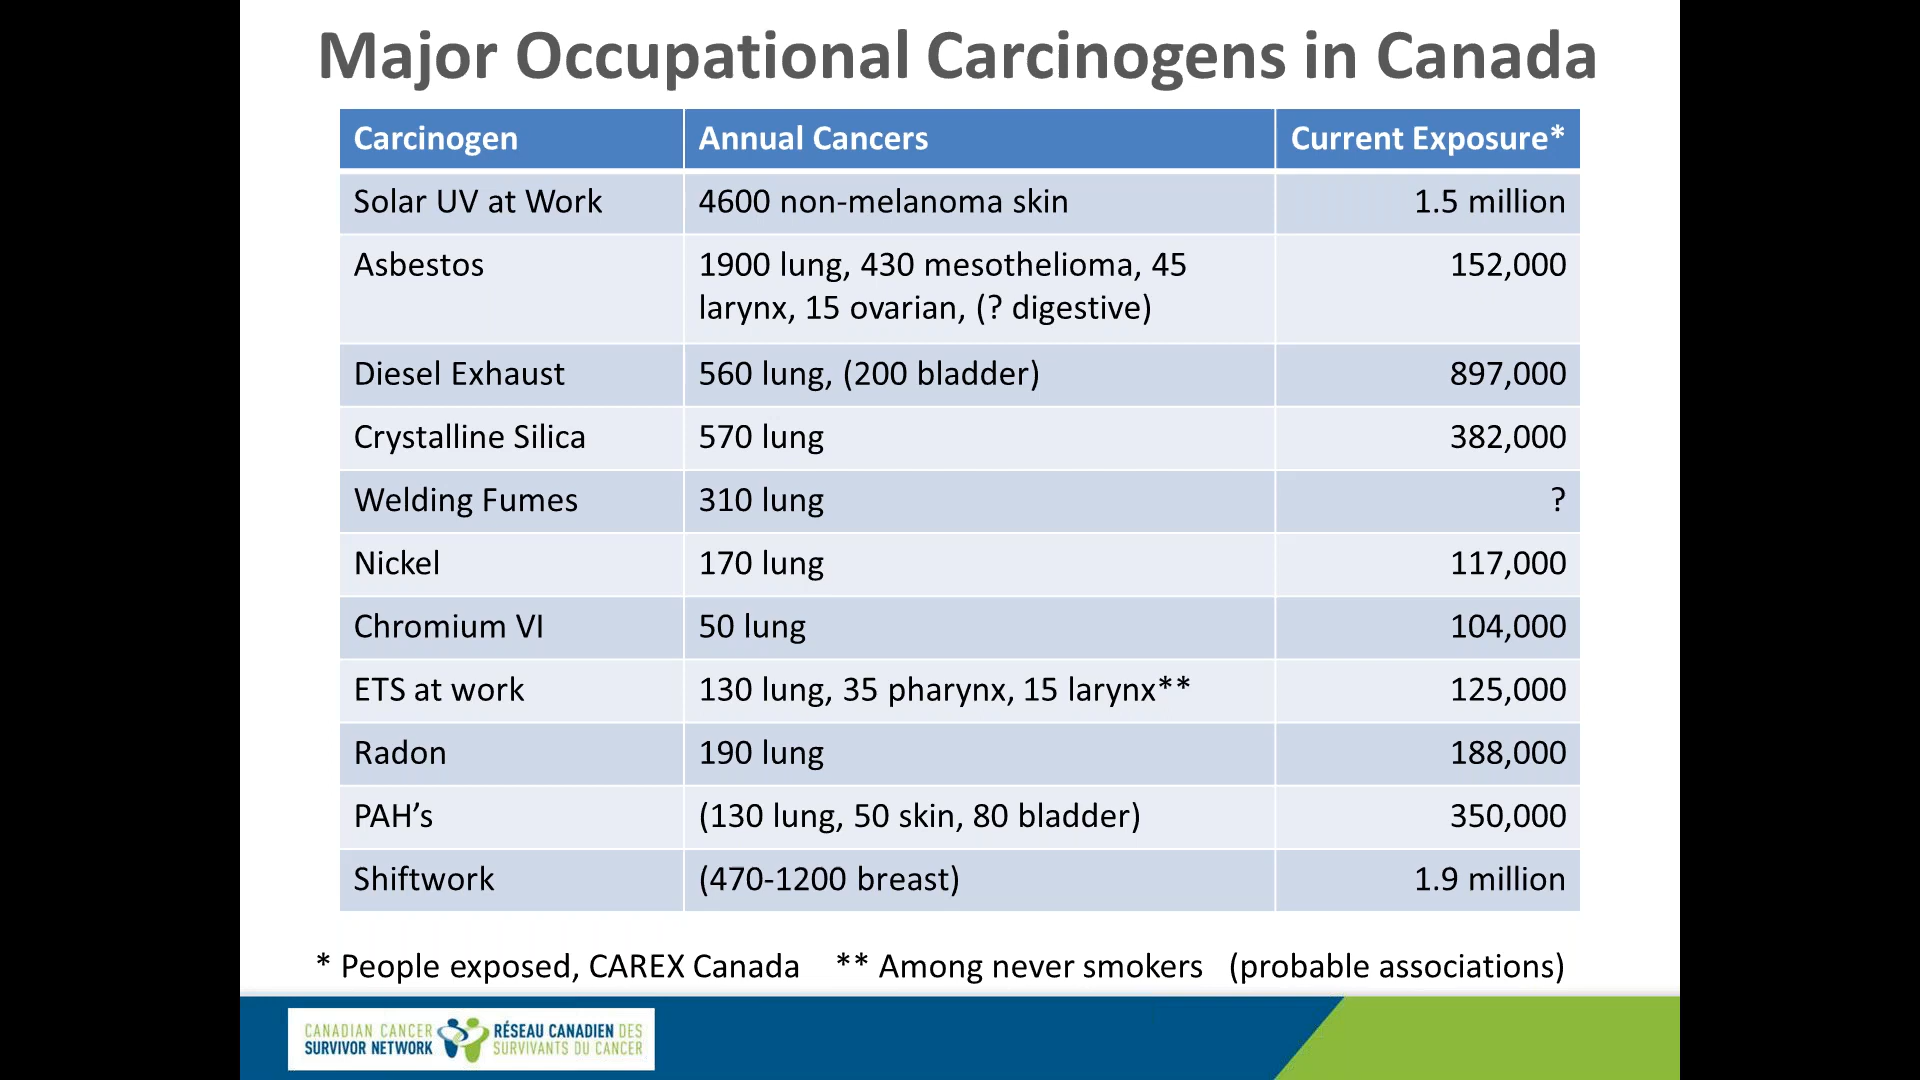 Major Occupational Carcinogens in Canada
Carcinogen Annual Cancers Current Exposure*
Solar UV at Work 4600 non-melanoma skin 1.5 million
Asbestos 1900 lung, 430 mesothelioma, 45 152,000
larynx, 15 ovarian, (? digestive)
Diesel Exhaust 560 lung, (200 bladder) 897,000
Crystalline Silica 570 lung 382,000
Welding Fumes 310 lung ?
Nickel 170 lung 117,000
Chromium VI 50 lung 104,000
ETS at work 130 lung, 35 pharynx, 15 larynx** 125,000
Radon 190 lung 188,000
PAH’s (130 lung, 50 skin, 80 bladder) 350,000
Shiftwork (470-1200 breast) 1.9 million
* People exposed, CAREX Canada ** Among never smokers (probable associations)
CANADIAN CANCER RÉSEAU CANADIEN DES
SURVIVOR NETWORK SURVIVANTS DU CANCER